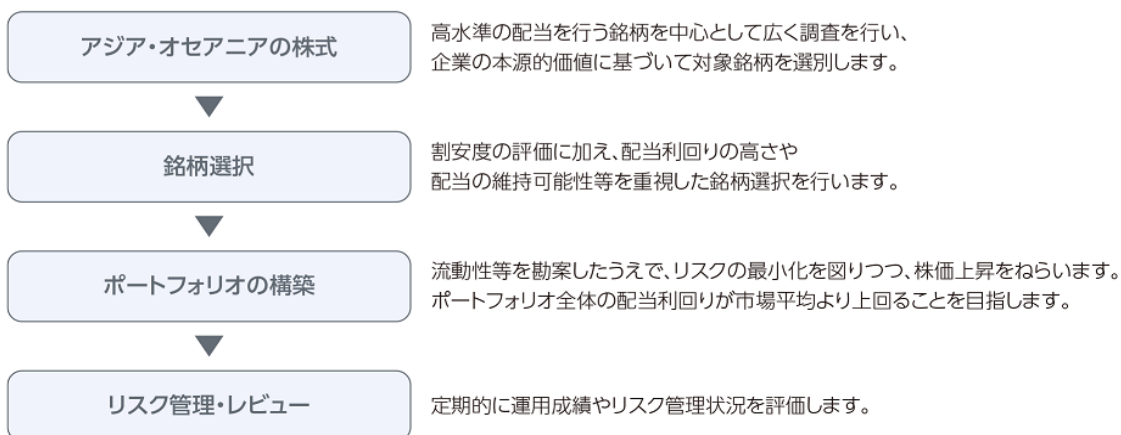 アジア・オセアニアの株式
高水準の配当を行う銘柄を中心として広く調査を行い、
企業の本源的価値に基づいて対象銘柄を選別します。
銘柄選択
割安度の評価に加え、配当利回りの高さや
配当の維持可能性等を重視した銘柄選択を行います。
ポートフォリオの構築
流動性等を勘案したうえで、リスクの最小化を図りつつ、株価上昇をねらいます。
ポートフォリオ全体の配当利回りが市場平均より上回ることを目指します。
リスク管理・レビュー
定期的に運用成績やリスク管理状況を評価します。